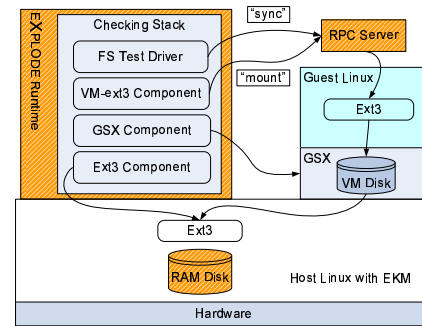 EXPLODE Runtime
Checking Stack
FS Test Driver
VM-ext3 Component
GSX Component
Ext3 Component
“sync”
“mount”
RPC Server
Guest Linux
Ext3
GSX
VM Disk
Ext3
RAM Disk
Host Linux with EKM
Hardware